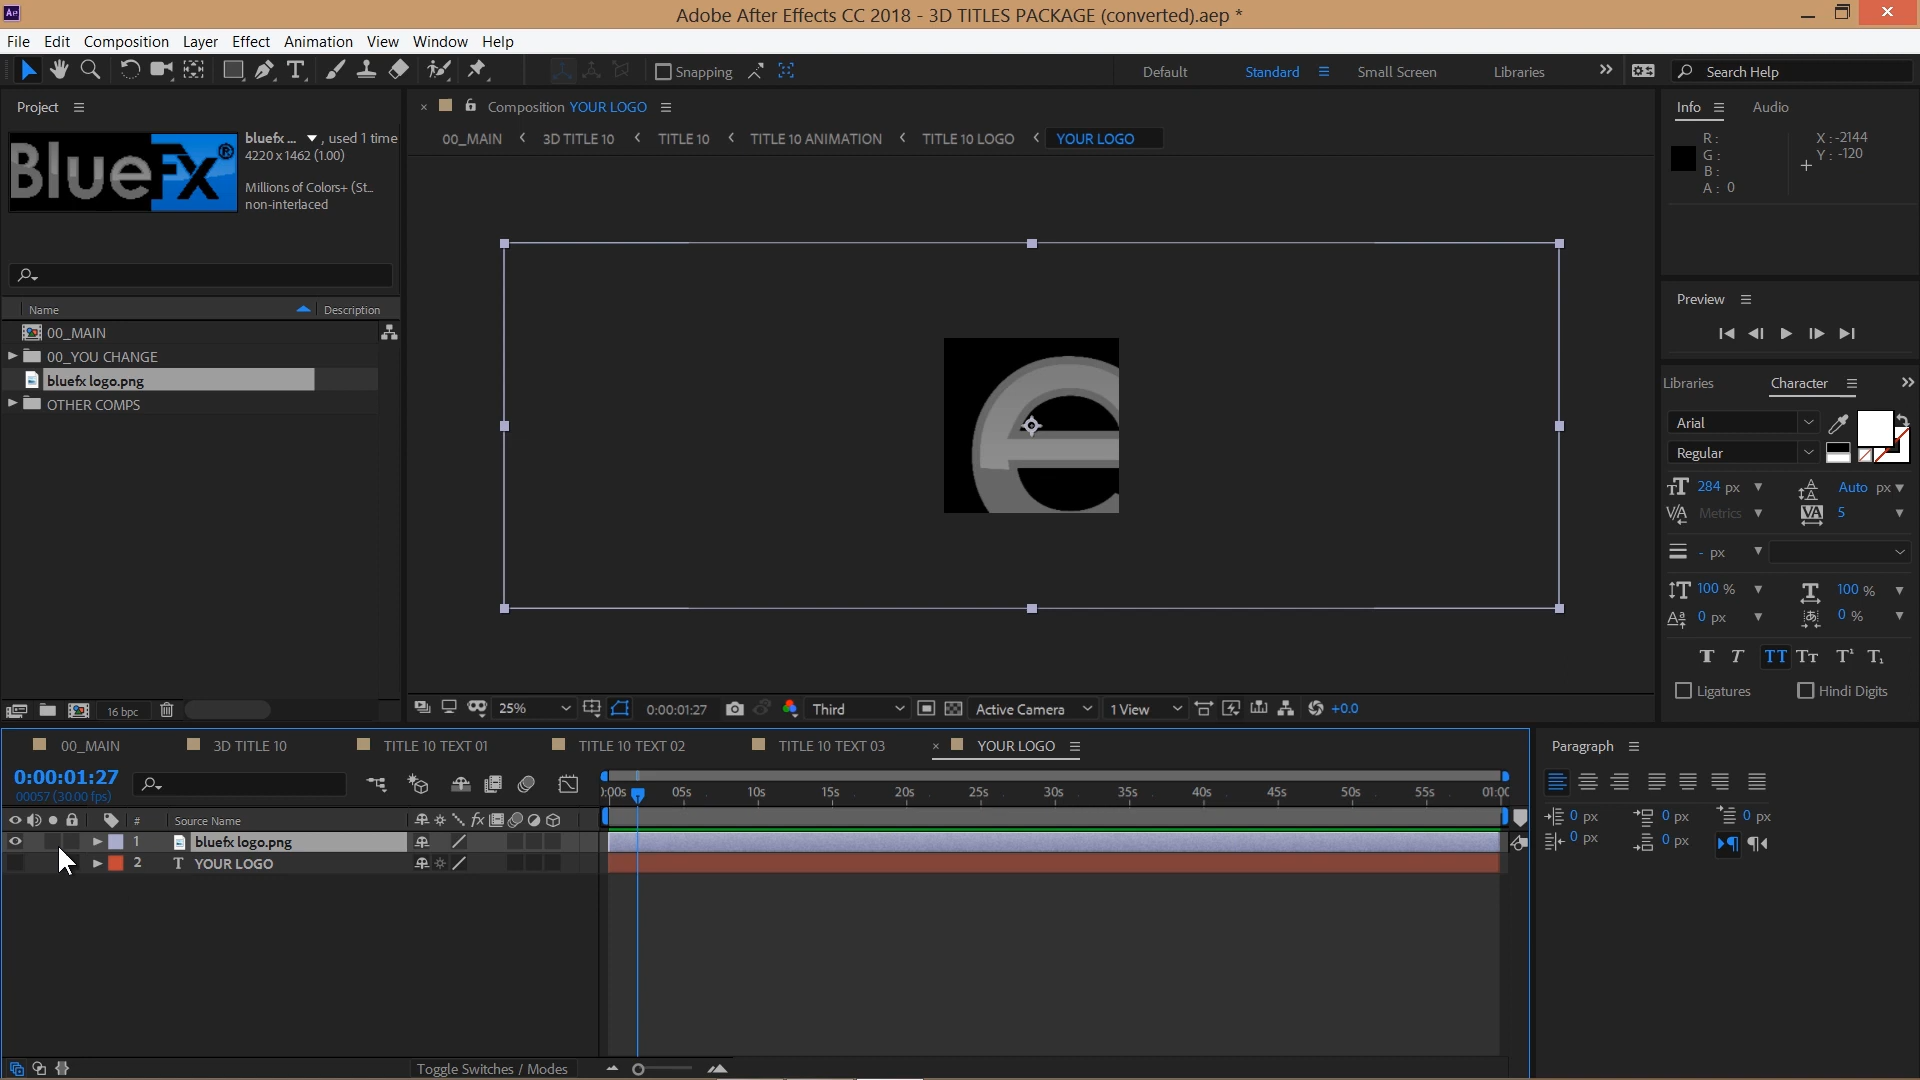 Adobe After Effects CC 2018 - 3D TITLES PACKAGE (converted).aep *
File Edit Composition Layer Effect Animation View Window Help
Snapping Default Standard Small Screen Libraries Search Help
Project
BlueFx®
bluefx ... , used 1 time
4220 x 1462 (1.00)
Millions of Colors+ (St...
non-interlaced
Name Description
00_MAIN
00_YOU CHANGE
bluefx logo.png
OTHER COMPS
16 bpc
Composition YOUR LOGO
00_MAIN 3D TITLE 10 TITLE 10 TITLE 10 ANIMATION TITLE 10 LOGO YOUR LOGO
e
25% 0:00:01:27 Third Active Camera 1 View +0.0
Info Audio
R: X: -2144
G: Y: -120
B:
A: 0
Preview
Libraries Character
Arial
Regular
284 px Auto px
Metrics 5
- px
100 % 100 %
0 px 0 %
T T TT Tt T¹ T₁
Ligatures Hindi Digits
00_MAIN 3D TITLE 10 TITLE 10 TEXT 01 TITLE 10 TEXT 02 TITLE 10 TEXT 03 YOUR LOGO
0:00:01:27
00057 (30.00 fps)
):00s 05s 10s 15s 20s 25s 30s 35s 40s 45s 50s 55s 01:0(
# Source Name
1 bluefx logo.png
2 T YOUR LOGO
Toggle Switches / Modes
Paragraph
0 px 0 px 0 px
0 px 0 px